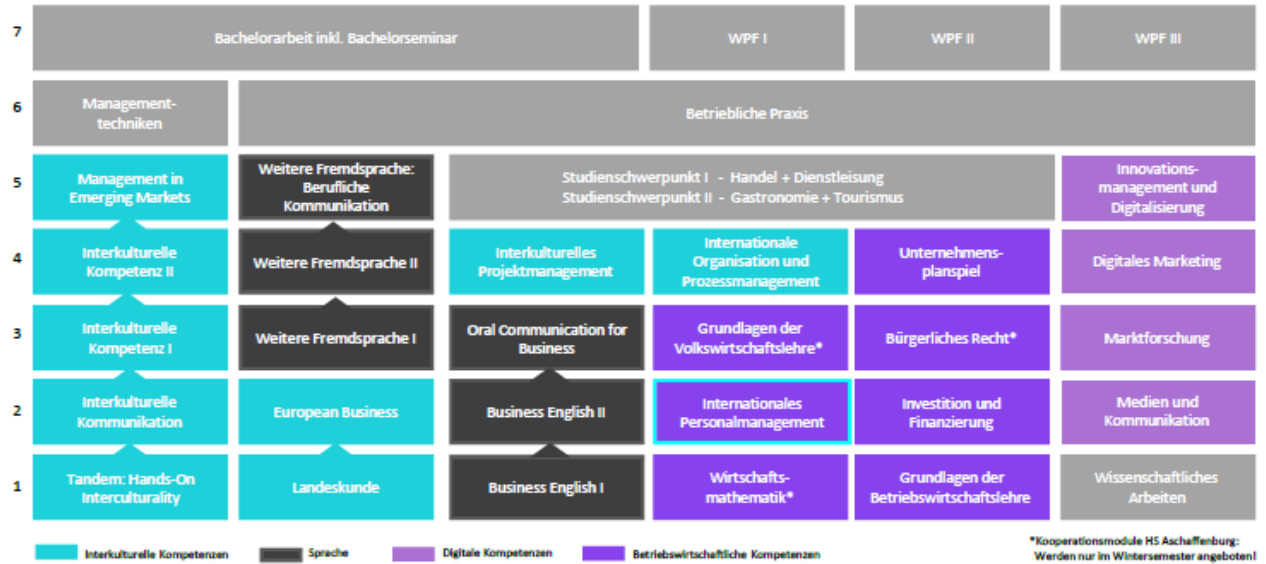 7
Bachelorarbeit inkl. Bachelorseminar
WPF I
WPF II
WPF III
6
Management-
techniken
Betriebliche Praxis
5
Management in
Emerging Markets
Weitere Fremdsprache:
Berufliche
Kommunikation
Studienschwerpunkt I - Handel + Dienstleisung
Studienschwerpunkt II - Gastronomie + Tourismus
Innovations-
management und
Digitalisierung
4
Interkulturelle
Kompetenz II
Weitere Fremdsprache II
Interkulturelles
Projektmanagement
Internationale
Organisation und
Prozessmanagement
Unternehmens-
planspiel
Digitales Marketing
3
Interkulturelle
Kompetenz I
Weitere Fremdsprache I
Oral Communication for
Business
Grundlagen der
Volkswirtschaftslehre*
Bürgerliches Recht*
Marktforschung
2
Interkulturelle
Kommunikation
European Business
Business English II
Internationales
Personalmanagement
Investition und
Finanzierung
Medien und
Kommunikation
1
Tandem: Hands-On
Interculturality
Landeskunde
Business English I
Wirtschafts-
mathematik*
Grundlagen der
Betriebswirtschaftslehre
Wissenschaftliches
Arbeiten
Interkulturelle Kompetenzen
Sprache
Digitale Kompetenzen
Betriebswirtschaftliche Kompetenzen
*Kooperationsmodule HS Aschaffenburg:
Werden nur im Wintersemester angeboten!